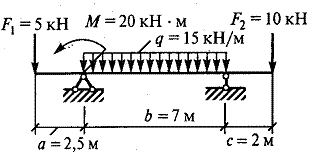 F₁ = 5 кН M = 20 кН · м F₂ = 10 кН
q = 15 кН/м
b = 7 м
a = 2,5 м c = 2 м